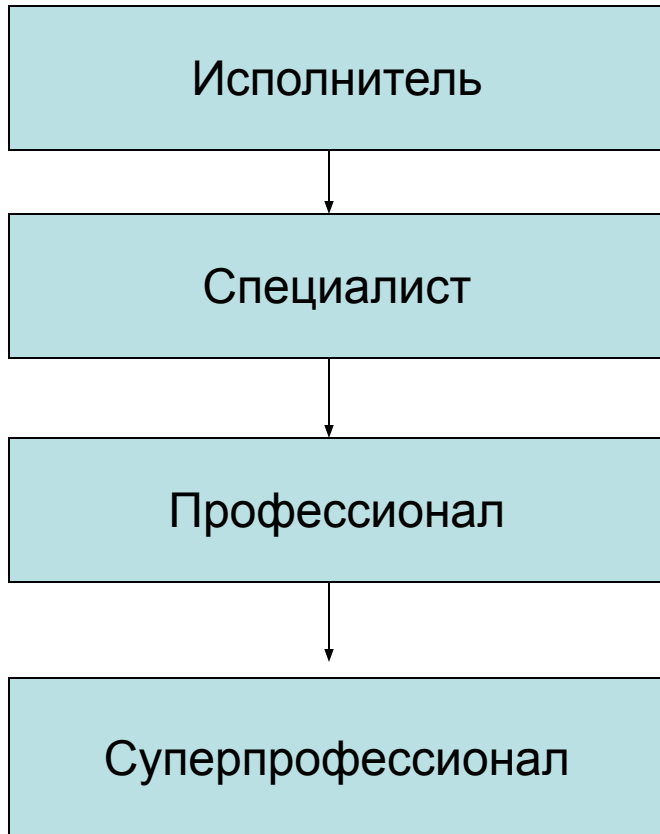 Исполнитель
Специалист
Профессионал
Суперпрофессионал